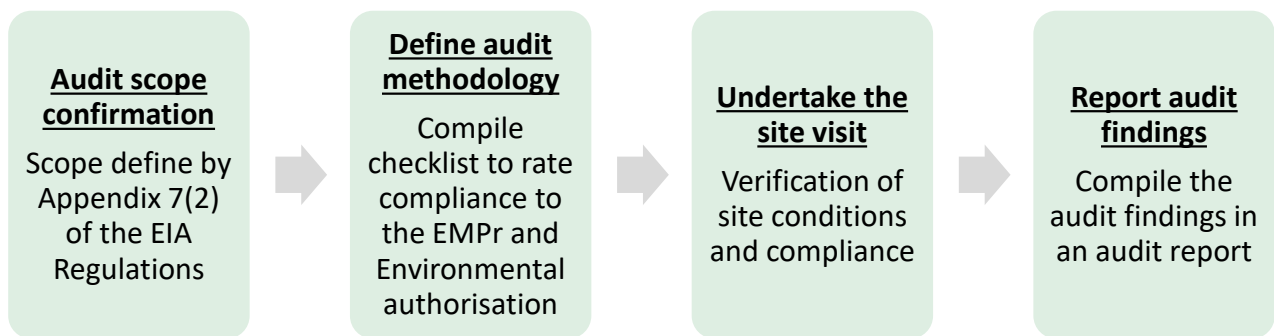 Audit scope
confirmation
Scope define by
Appendix 7(2)
of the EIA
Regulations
Define audit
methodology
Compile
checklist to rate
compliance to
the EMPr and
Environmental
authorisation
Undertake the
site visit
Verification of
site conditions
and compliance
Report audit
findings
Compile the
audit findings in
an audit report